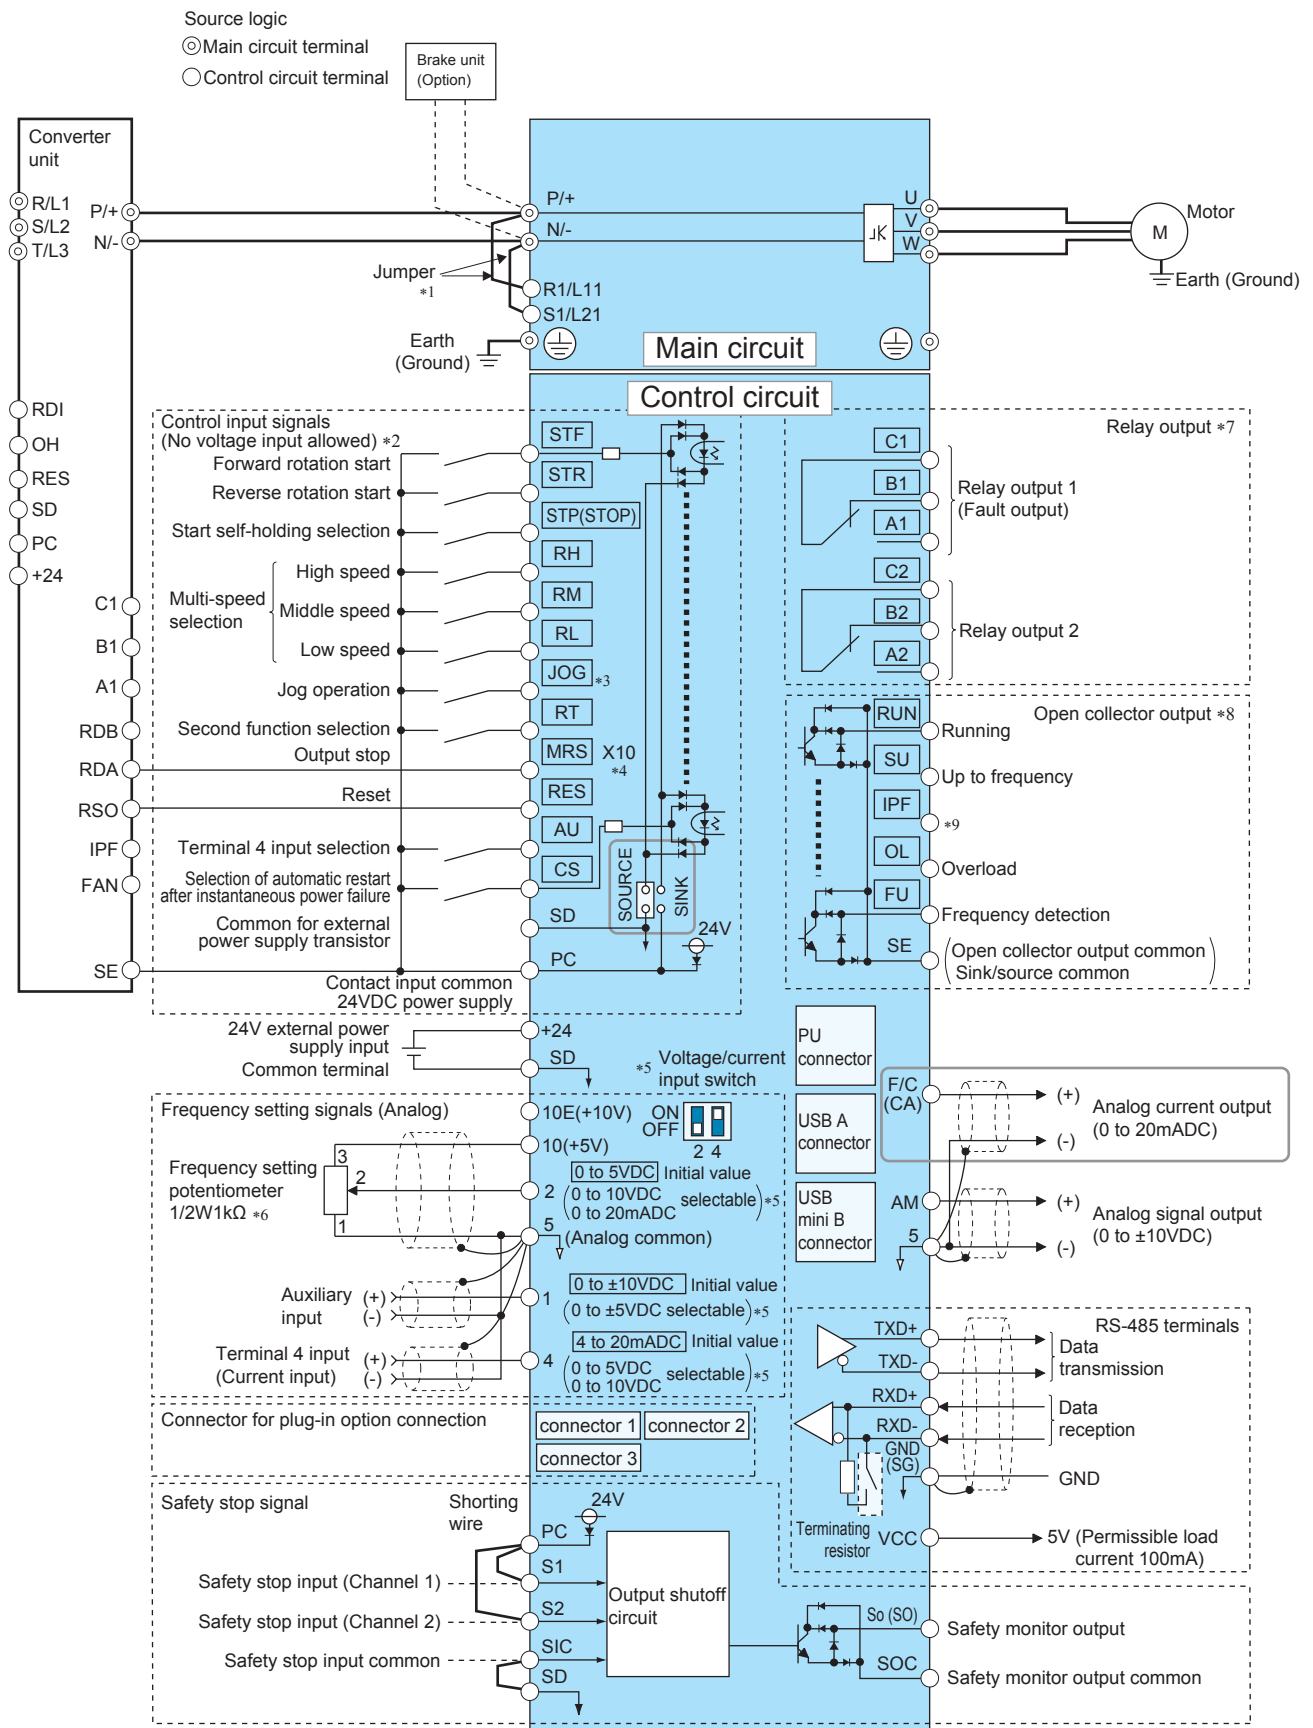 Source logic
Main circuit terminal
Control circuit terminal
Brake unit
(Option)
Converter
unit
R/L1
S/L2
T/L3
P/+
N/-
P/+
N/-
Jumper
*1
R1/L11
S1/L21
Earth
(Ground)
Main circuit
U
V
W
M
Motor
Earth (Ground)
RDI
OH
RES
SD
PC
+24
C1
B1
A1
RDB
RDA
RSO
IPF
FAN
SE
Control circuit
Control input signals
(No voltage input allowed) *2
Forward rotation start
Reverse rotation start
Start self-holding selection
Multi-speed
selection
High speed
Middle speed
Low speed
Jog operation
Second function selection
Output stop
Reset
Terminal 4 input selection
Selection of automatic restart
after instantaneous power failure
Common for external
power supply transistor
Contact input common
24VDC power supply
STF
STR
STP(STOP)
RH
RM
RL
JOG *3
RT
MRS X10
*4
RES
AU
CS
SD
PC
SOURCE
SINK
24V
Relay output *7
C1
B1
A1
Relay output 1
(Fault output)
C2
B2
A2
Relay output 2
Open collector output *8
RUN
Running
SU
Up to frequency
IPF
*9
OL
Overload
FU
Frequency detection
SE
Open collector output common
Sink/source common
24V external power
supply input
Common terminal
+24
SD
*5 Voltage/current
input switch
ON
OFF
2 4
PU
connector
USB A
connector
USB
mini B
connector
F/C
(CA)
(+)
(-)
Analog current output
(0 to 20mADC)
AM
5
(+)
(-)
Analog signal output
(0 to ±10VDC)
Frequency setting signals (Analog)
Frequency setting
potentiometer
1/2W1kΩ *6
3
2
1
10E(+10V)
10(+5V)
2
0 to 5VDC Initial value
(0 to 10VDC
0 to 20mADC selectable) *5
5
(Analog common)
Auxiliary
input
(+)
(-)
1
0 to ±10VDC Initial value
(0 to ±5VDC selectable) *5
Terminal 4 input
(Current input)
(+)
(-)
4
4 to 20mADC Initial value
(0 to 5VDC
0 to 10VDC selectable) *5
Connector for plug-in option connection
connector 1
connector 2
connector 3
RS-485 terminals
TXD+
TXD-
Data
transmission
RXD+
RXD-
Data
reception
GND
(SG)
GND
Terminating
resistor
VCC
5V (Permissible load
current 100mA)
Safety stop signal
Shorting
wire
24V
PC
S1
S2
SIC
SD
Safety stop input (Channel 1)
Safety stop input (Channel 2)
Safety stop input common
Output shutoff
circuit
So (SO)
SOC
Safety monitor output
Safety monitor output common